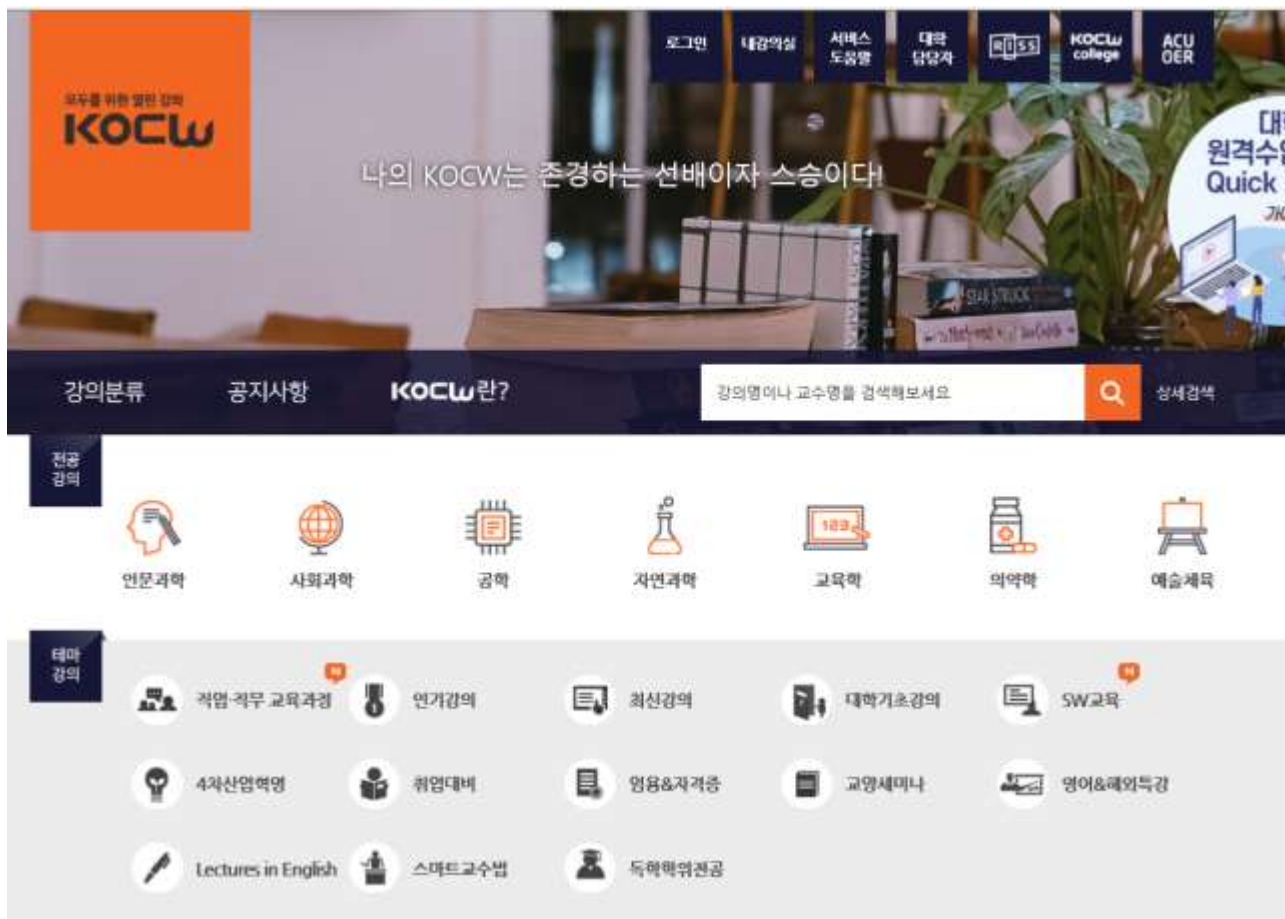 로그인
내강의실
서비스
도움말
대학
담당자
RISS
KOCW
college
ACU
OER
모두를 위한 열린 강의
KOCW
나의 KOCW는 존경하는 선배이자 스승이다!
원격수업
Quick
STAR STRUCK
강의분류
공지사항
KOCW란?
강의명이나 교수명을 검색해보세요
상세검색
전공
강의
인문과학
사회과학
공학
자연과학
교육학
의약학
예술체육
테마
강의
직업·직무 교육과정
N
인기강의
최신강의
대학기초강의
SW교육
N
4차산업혁명
취업대비
임용&자격증
교양세미나
영어&해외특강
Lectures in English
스마트교수법
독학학위전공
123